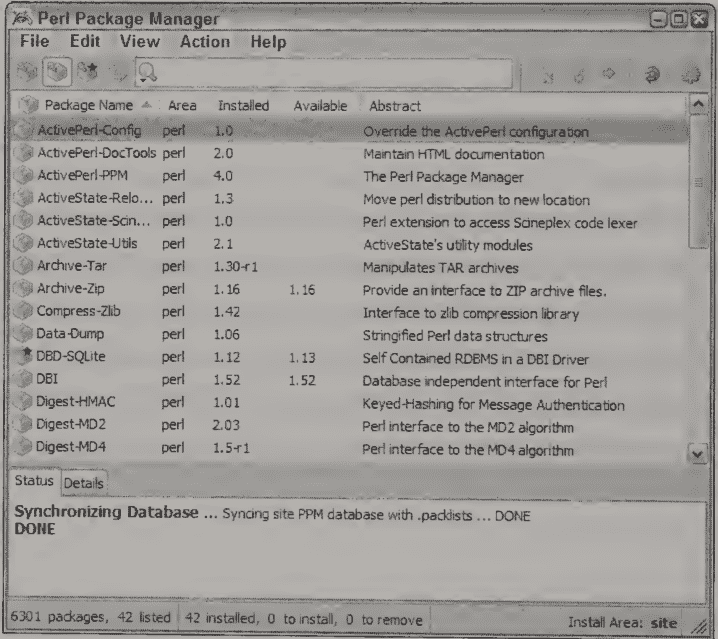 Perl Package Manager
File Edit View Action Help
Package Name Area Installed Available Abstract
ActivePerl-Config perl 1.0 Override the ActivePerl configuration
ActivePerl-DocTools perl 2.0 Maintain HTML documentation
ActivePerl-PPM perl 4.0 The Perl Package Manager
ActiveState-Relo... perl 1.3 Move perl distribution to new location
ActiveState-Scin... perl 1.0 Perl extension to access Scineplex code lexer
ActiveState-Utils perl 2.1 ActiveState's utility modules
Archive-Tar perl 1.30-r1 Manipulates TAR archives
Archive-Zip perl 1.16 1.16 Provide an interface to ZIP archive files.
Compress-Zlib perl 1.42 Interface to zlib compression library
Data-Dump perl 1.06 Stringified Perl data structures
DBD-SQLite perl 1.12 1.13 Self Contained RDBMS in a DBI Driver
DBI perl 1.52 1.52 Database independent interface for Perl
Digest-HMAC perl 1.01 Keyed-Hashing for Message Authentication
Digest-MD2 perl 2.03 Perl interface to the MD2 algorithm
Digest-MD4 perl 1.5-r1 Perl interface to the MD4 algorithm
Status Details
Synchronizing Database ... Syncing site PPM database with .packlists ... DONE
DONE
6301 packages, 42 listed 42 installed, 0 to install, 0 to remove Install Area: site